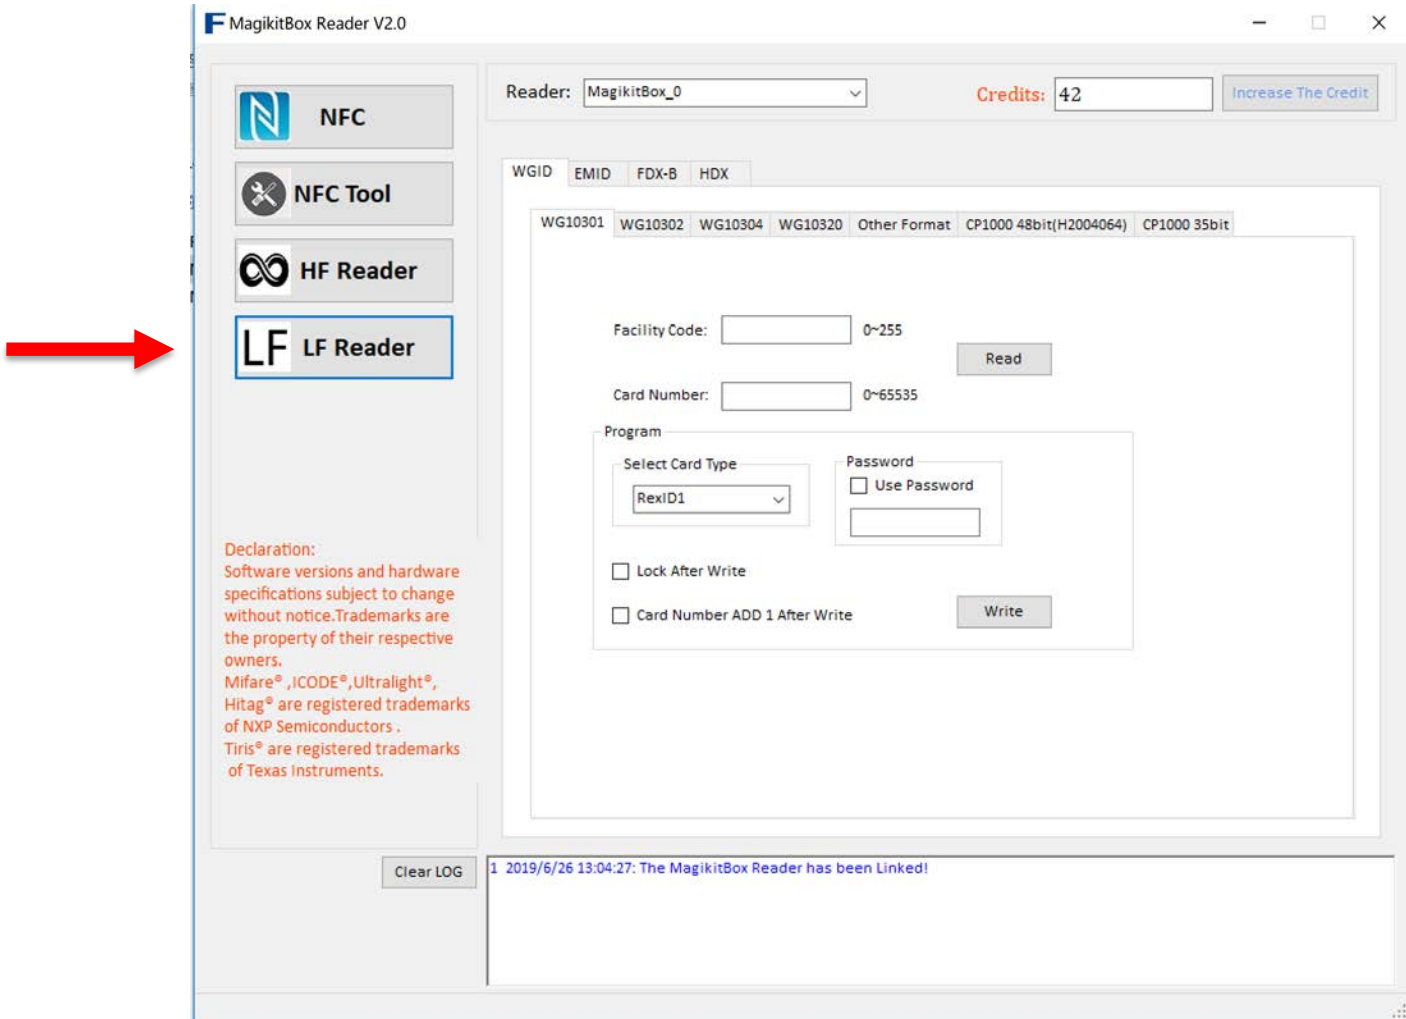 MagikitBox Reader V2.0
NFC
NFC Tool
HF Reader
LF LF Reader
Declaration:
Software versions and hardware
specifications subject to change
without notice.Trademarks are
the property of their respective
owners.
Mifare® ,ICODE®,Ultralight®,
Hitag® are registered trademarks
of NXP Semiconductors .
Tiris® are registered trademarks
of Texas Instruments.
Reader: MagikitBox_0 Credits: 42 Increase The Credit
WGID EMID FDX-B HDX
WG10301 WG10302 WG10304 WG10320 Other Format CP1000 48bit(H2004064) CP1000 35bit
Facility Code: 0~255
Read
Card Number: 0~65535
Program
Select Card Type
RexID1
Password
Use Password
Lock After Write
Card Number ADD 1 After Write
Write
Clear LOG
1 2019/6/26 13:04:27: The MagikitBox Reader has been Linked!